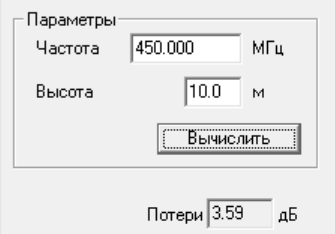 Параметры
Частота 450.000 МГц
Высота 10.0 м
Вычислить
Потери 3.59 дБ